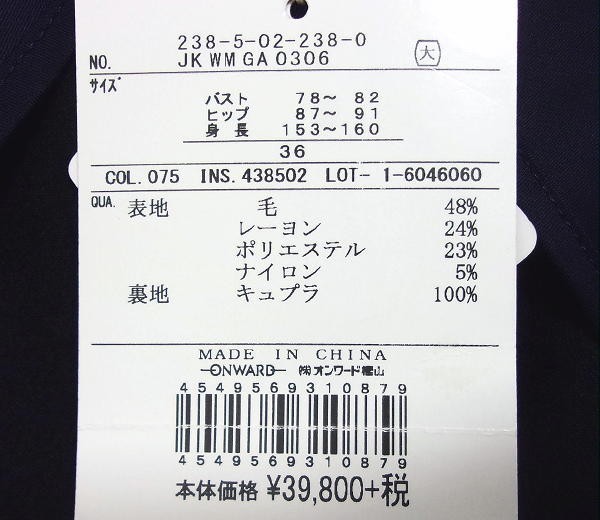 238-5-02-238-0
NO. JK WM GA 0306 大
サイズ
バスト 78～ 82
ヒップ 87～ 91
身長 153～160
36
COL. 075 INS. 438502 LOT- 1-6046060
QUA. 表地 毛 48%
レーヨン 24%
ポリエステル 23%
ナイロン 5%
裏地 キュプラ 100%
MADE IN CHINA
ONWARD ㈱オンワード樫山
4549569310879
4549569310879
本体価格 ¥39,800+税